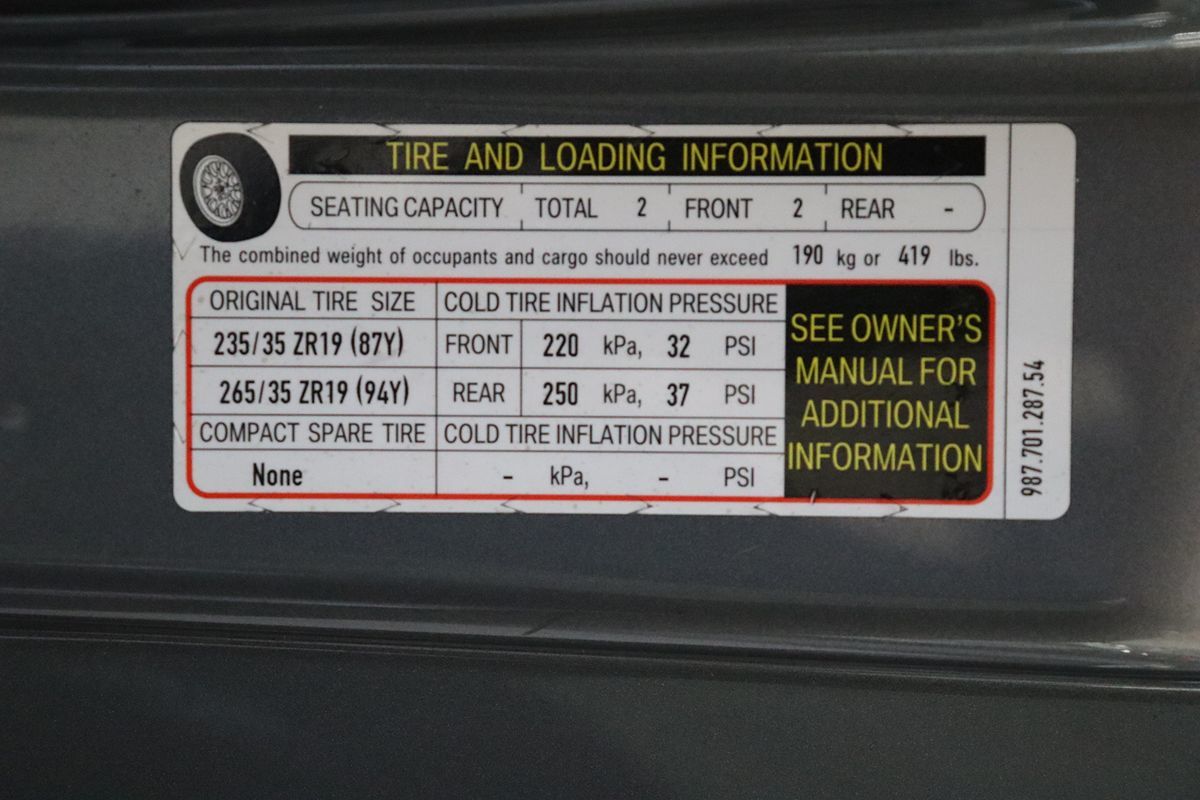 TIRE AND LOADING INFORMATION
SEATING CAPACITY TOTAL 2 FRONT 2 REAR -
The combined weight of occupants and cargo should never exceed 190 kg or 419 lbs.
ORIGINAL TIRE SIZE COLD TIRE INFLATION PRESSURE
235/35 ZR19 (87Y) FRONT 220 kPa, 32 PSI
265/35 ZR19 (94Y) REAR 250 kPa, 37 PSI
COMPACT SPARE TIRE COLD TIRE INFLATION PRESSURE
None - kPa, - PSI
SEE OWNER'S
MANUAL FOR
ADDITIONAL
INFORMATION
987.701.287.54